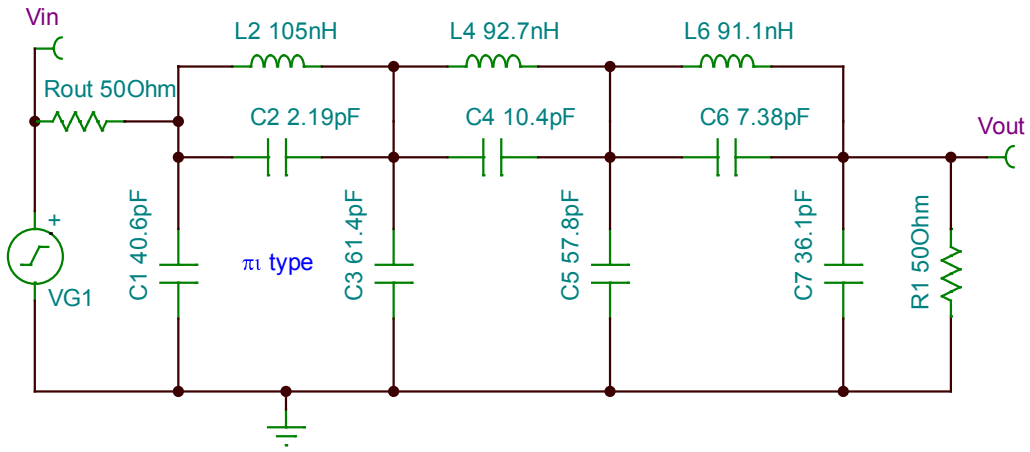 Vin
L2 105nH
L4 92.7nH
L6 91.1nH
Rout 50Ohm
C2 2.19pF
C4 10.4pF
C6 7.38pF
Vout
+
VG1
C1 40.6pF
πι type
C3 61.4pF
C5 57.8pF
C7 36.1pF
R1 50Ohm